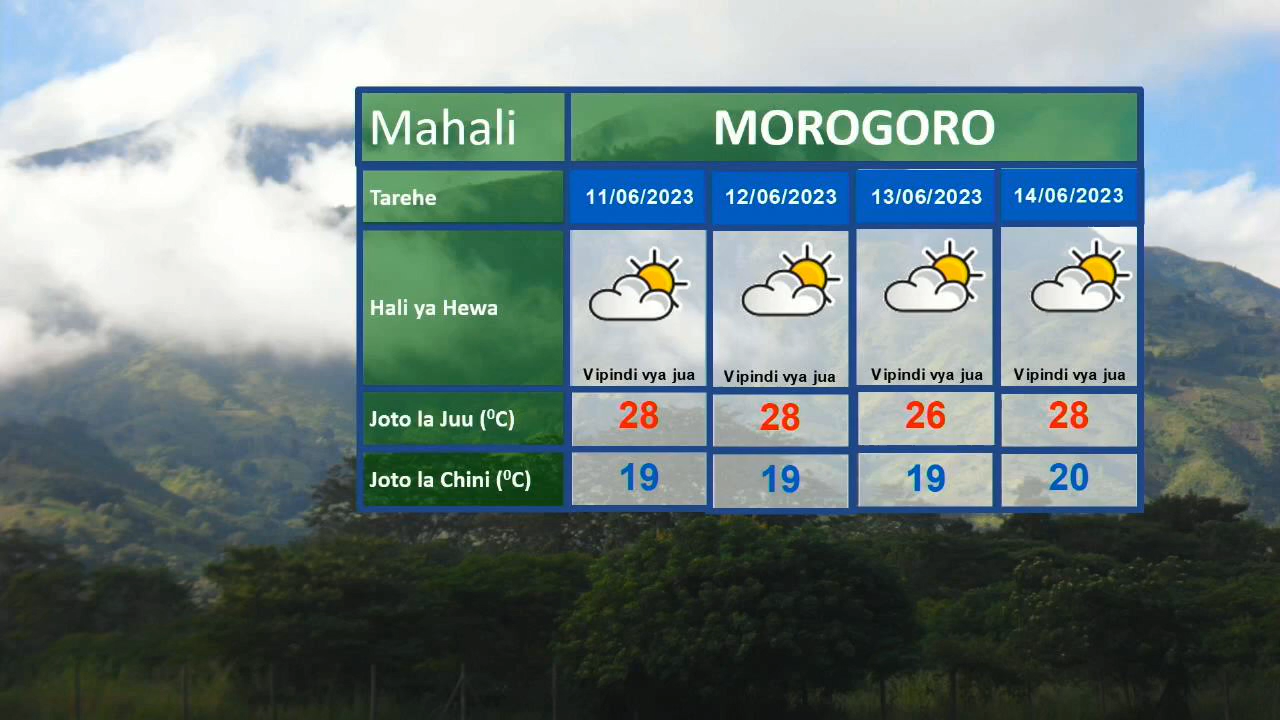 Mahali MOROGORO
Tarehe 11/06/2023 12/06/2023 13/06/2023 14/06/2023
Hali ya Hewa
Vipindi vya jua Vipindi vya jua Vipindi vya jua Vipindi vya jua
Joto la Juu (⁰C) 28 28 26 28
Joto la Chini (⁰C) 19 19 19 20